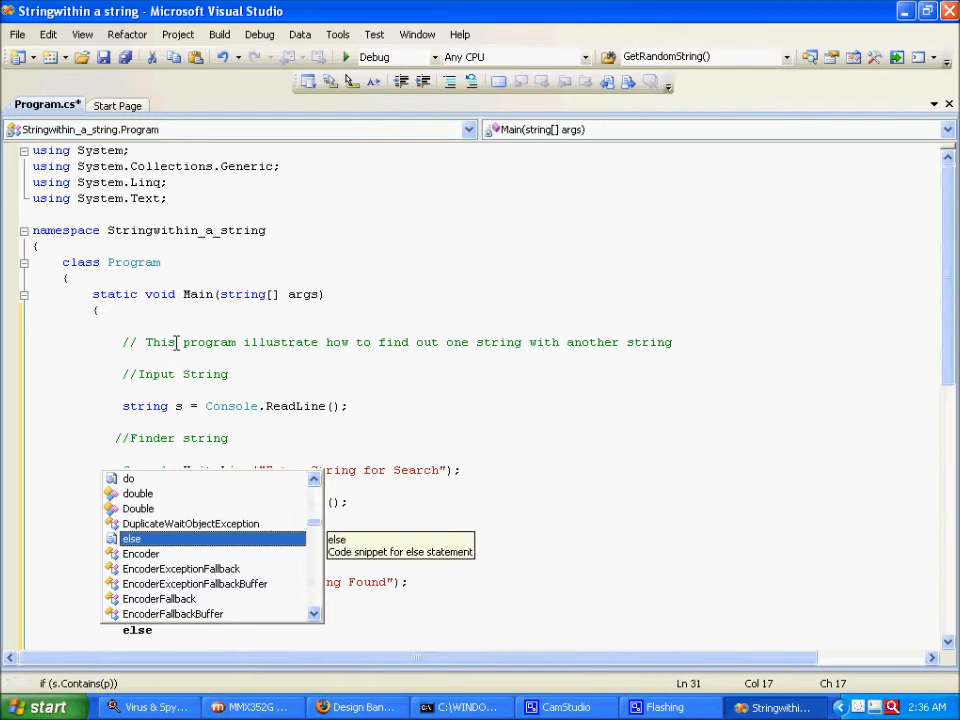 Stringwithin a string - Microsoft Visual Studio
File Edit View Refactor Project Build Debug Data Tools Test Window Help
Debug Any CPU GetRandomString()
Program.cs* Start Page
Stringwithin_a_string.Program Main(string[] args)
using System;
using System.Collections.Generic;
using System.Linq;
using System.Text;
namespace Stringwithin_a_string
{
class Program
{
static void Main(string[] args)
{
// This program illustrate how to find out one string with another string
//Input String
string s = Console.ReadLine();
//Finder string
String for Search");
do
();
double
Double
DuplicateWaitObjectException
else else
Encoder Code snippet for else statement
EncoderExceptionFallback
EncoderExceptionFallbackBuffer ng Found");
EncoderFallback
EncoderFallbackBuffer
else
if (s.Contains(p)) Ln 31 Col 17 Ch 17
start Virus & Spy... MMX352G ... Design Ban... C:\WINDO... CamStudio Flashing Stringwithi... 2:36 AM